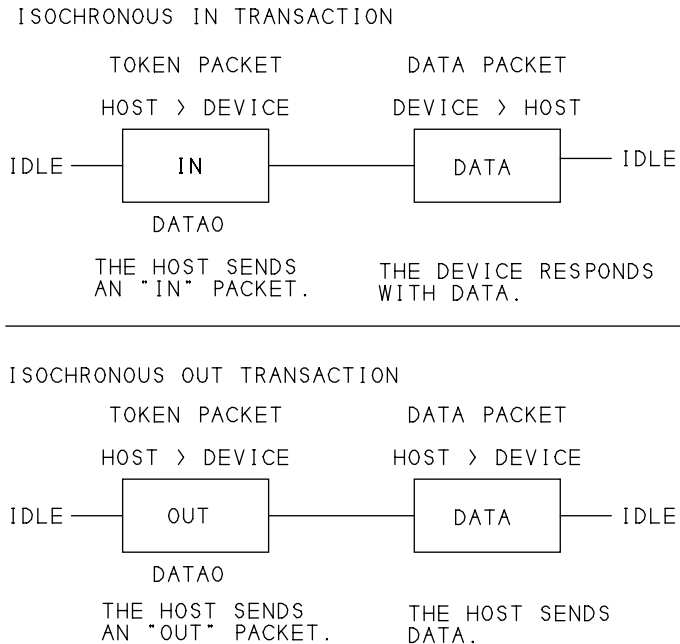 ISOCHRONOUS IN TRANSACTION
TOKEN PACKET
DATA PACKET
HOST > DEVICE
DEVICE > HOST
IDLE
IN
DATA
IDLE
DATA0
THE HOST SENDS
AN "IN" PACKET.
THE DEVICE RESPONDS
WITH DATA.
ISOCHRONOUS OUT TRANSACTION
TOKEN PACKET
DATA PACKET
HOST > DEVICE
HOST > DEVICE
IDLE
OUT
DATA
IDLE
DATA0
THE HOST SENDS
AN "OUT" PACKET.
THE HOST SENDS
DATA.